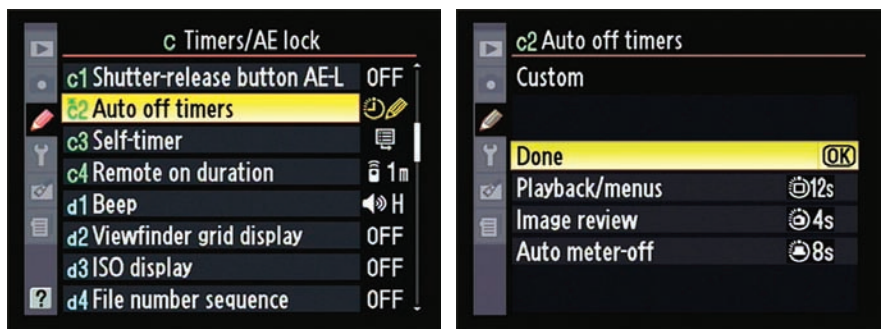 c Timers/AE lock
c1 Shutter-release button AE-L OFF
c2 Auto off timers
c3 Self-timer
c4 Remote on duration 1m
d1 Beep H
d2 Viewfinder grid display OFF
d3 ISO display OFF
d4 File number sequence OFF
?
c2 Auto off timers
Custom
Done OK
Playback/menus 12s
Image review 4s
Auto meter-off 8s